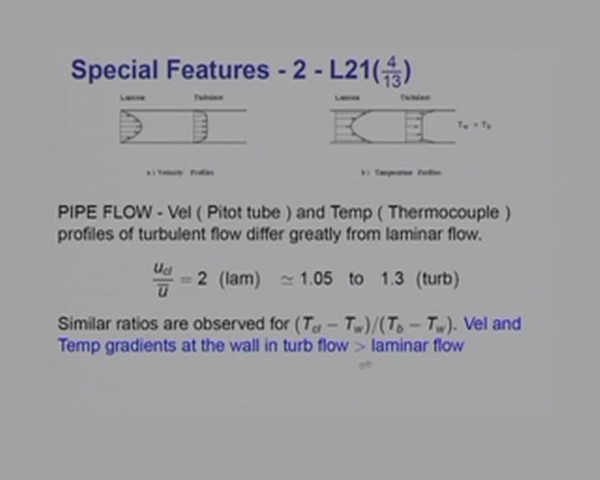 Special Features - 2 - L21(4/13)
Laminar Turbulent Laminar Turbulent
T_w > T_b
a ) Velocity Profiles b ) Temperature Profiles
PIPE FLOW - Vel ( Pitot tube ) and Temp ( Thermocouple )
profiles of turbulent flow differ greatly from laminar flow.
u_cl/ū = 2 (lam) ≃ 1.05 to 1.3 (turb)
Similar ratios are observed for (T_cl − T_w)/(T_b − T_w). Vel and
Temp gradients at the wall in turb flow > laminar flow